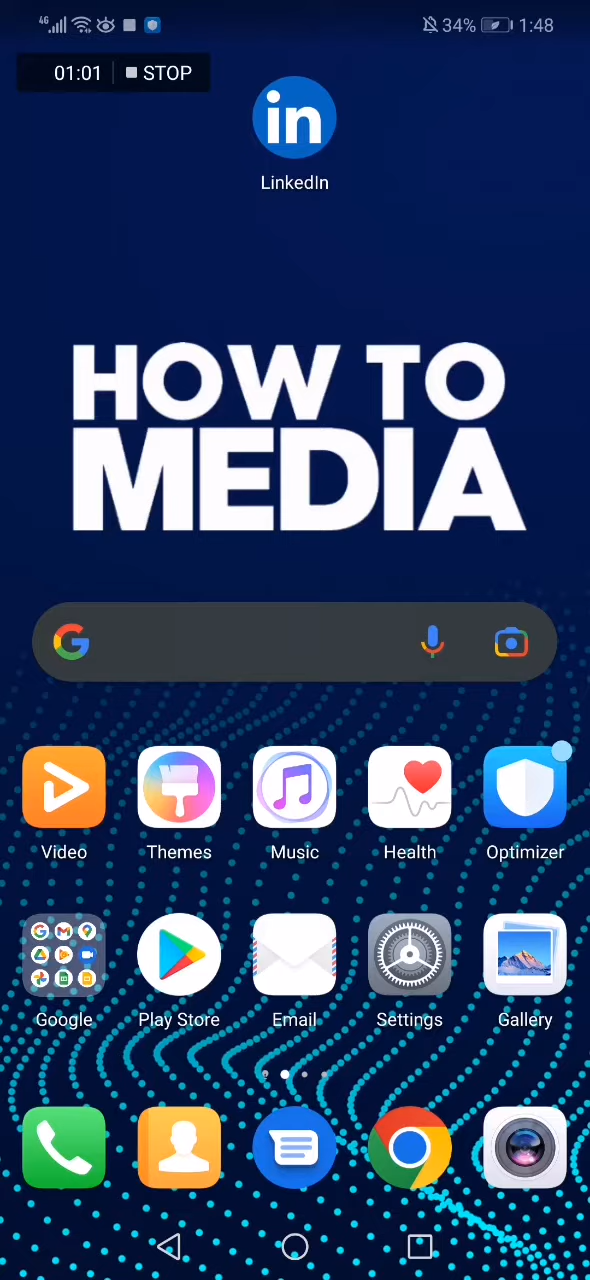 4G 34% 1:48
01:01 STOP
in
LinkedIn
HOW TO
MEDIA
G
Video Themes Music Health Optimizer
Google Play Store Email Settings Gallery